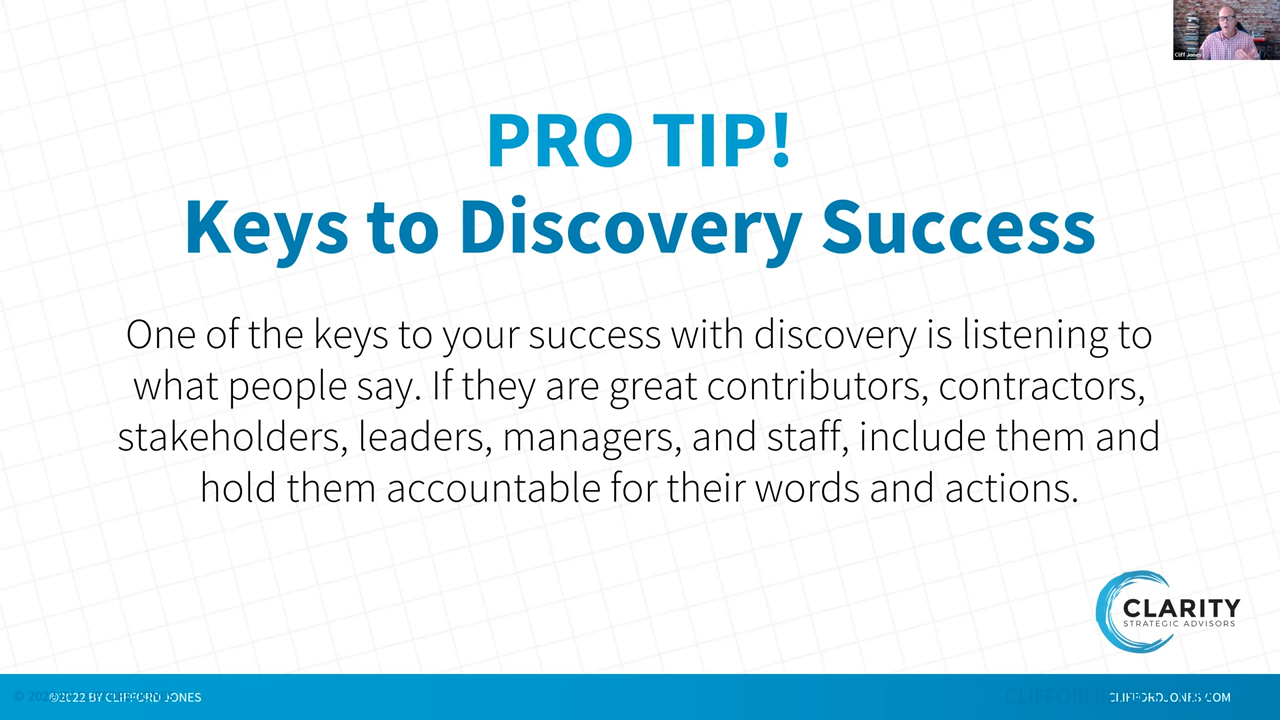 Cliff Jones
PRO TIP!
Keys to Discovery Success
One of the keys to your success with discovery is listening to
what people say. If they are great contributors, contractors,
stakeholders, leaders, managers, and staff, include them and
hold them accountable for their words and actions.
CLARITY
STRATEGIC ADVISORS
©2022 BY CLIFFORD JONES
CLIFFORDJONES.COM